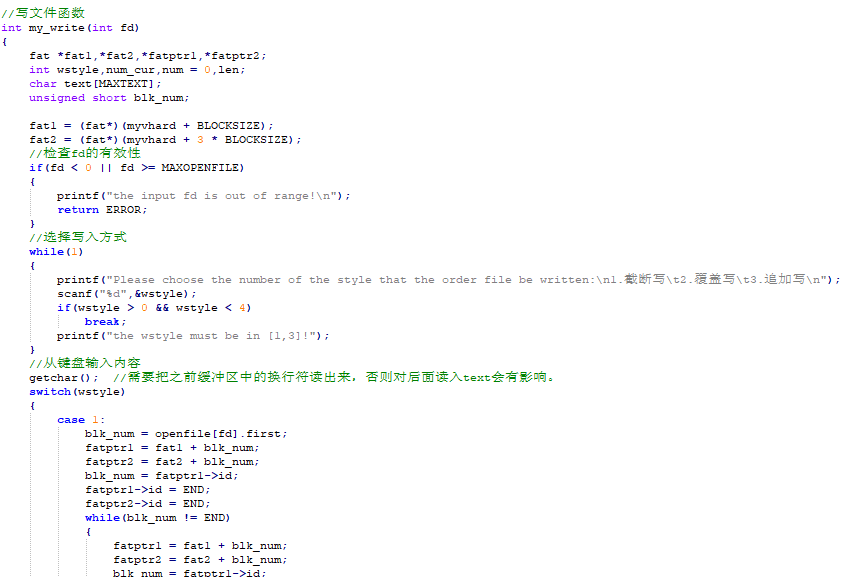 //写文件函数
int my_write(int fd)
{
    fat *fat1,*fat2,*fatptr1,*fatptr2;
    int wstyle,num_cur,num = 0,len;
    char text[MAXTEXT];
    unsigned short blk_num;

    fat1 = (fat*)(myvhard + BLOCKSIZE);
    fat2 = (fat*)(myvhard + 3 * BLOCKSIZE);
    //检查fd的有效性
    if(fd < 0 || fd >= MAXOPENFILE)
    {
        printf("the input fd is out of range!\n");
        return ERROR;
    }
    //选择写入方式
    while(1)
    {
        printf("Please choose the number of the style that the order file be written:\n1.截断写\t2.覆盖写\t3.追加写\n");
        scanf("%d",&wstyle);
        if(wstyle > 0 && wstyle < 4)
            break;
        printf("the wstyle must be in [1,3]!");
    }
    //从键盘输入内容
    getchar();  //需要把之前缓冲区中的换行符读出来，否则对后面读入text会有影响。
    switch(wstyle)
    {
        case 1:
            blk_num = openfile[fd].first;
            fatptr1 = fat1 + blk_num;
            fatptr2 = fat2 + blk_num;
            blk_num = fatptr1->id;
            fatptr1->id = END;
            fatptr2->id = END;
            while(blk_num != END)
            {
                fatptr1 = fat1 + blk_num;
                fatptr2 = fat2 + blk_num;
                blk_num = fatptr1->id;